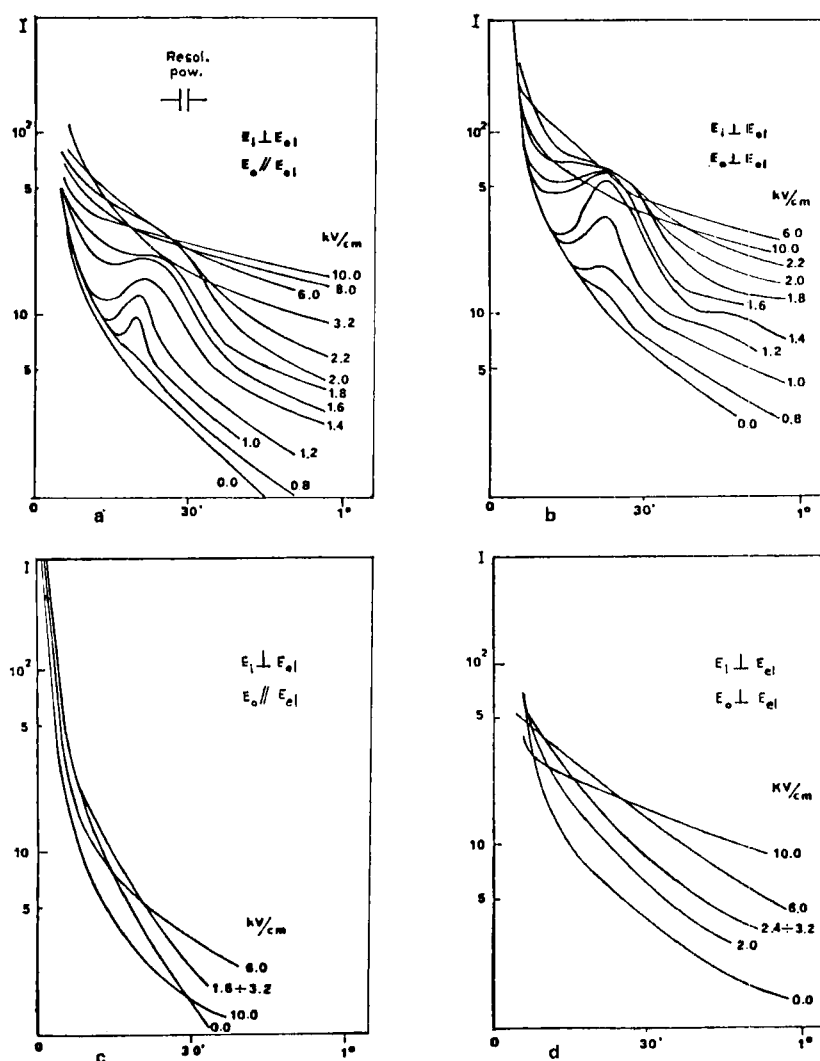 I
Resol.
pow.
10²
5
10
5
E_i ⊥ E_el
E_o // E_el
kV/cm
10.0
8.0
6.0
3.2
2.2
2.0
1.8
1.6
1.4
1.0
1.2
0.0
0.8
0
30'
1°
a
I
10²
5
10
5
E_i ⊥ E_el
E_o ⊥ E_el
kV/cm
6.0
10.0
2.2
2.0
1.8
1.6
1.4
1.2
1.0
0.8
0.0
0
30'
1°
b
I
10²
5
10
5
E_i ⊥ E_el
E_o // E_el
kV/cm
6.0
1.6÷3.2
10.0
0.0
0
30'
1°
c
I
10²
5
10
5
E_i ⊥ E_el
E_o ⊥ E_el
KV/cm
10.0
6.0
2.4÷3.2
2.0
0.0
0
30'
1°
d